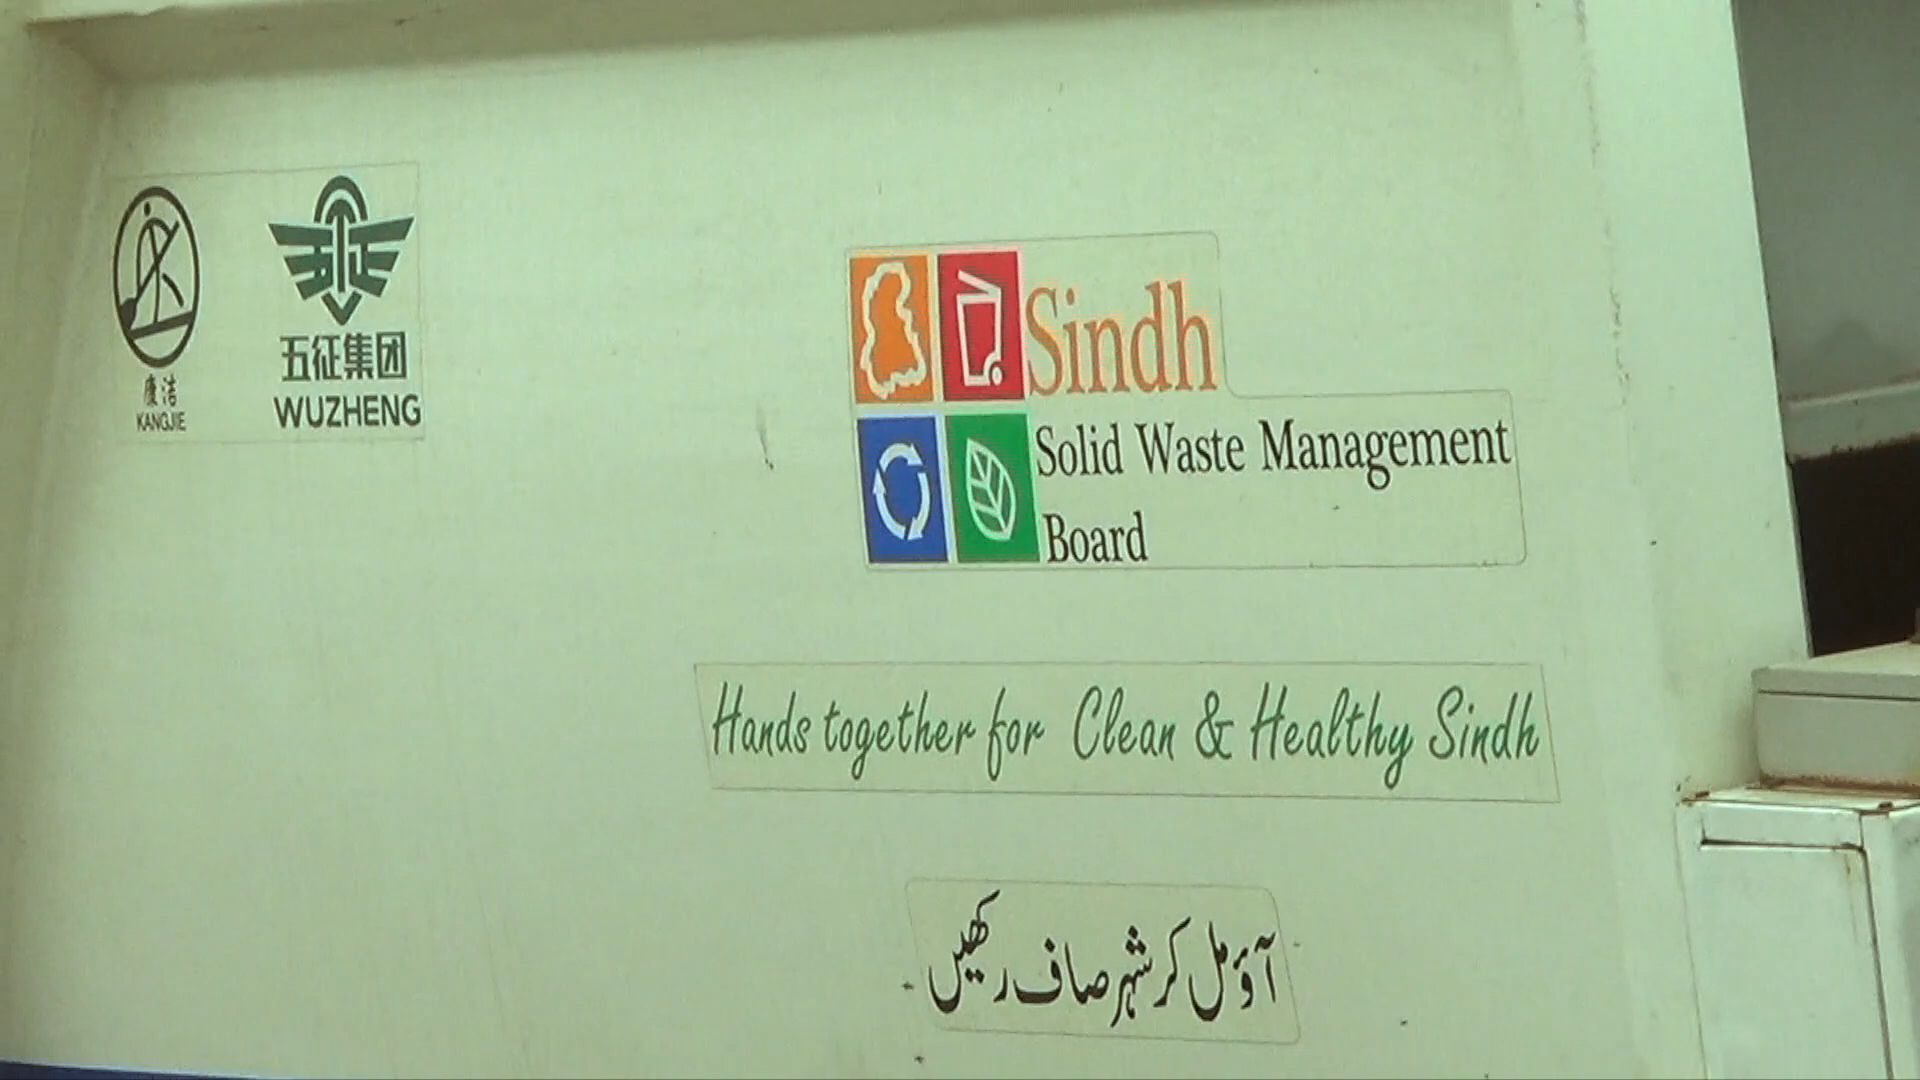 康洁
KANGJIE
五征集团
WUZHENG
Sindh
Solid Waste Management
Board
Hands together for Clean & Healthy Sindh
آؤ مل کر شہر صاف رکھیں